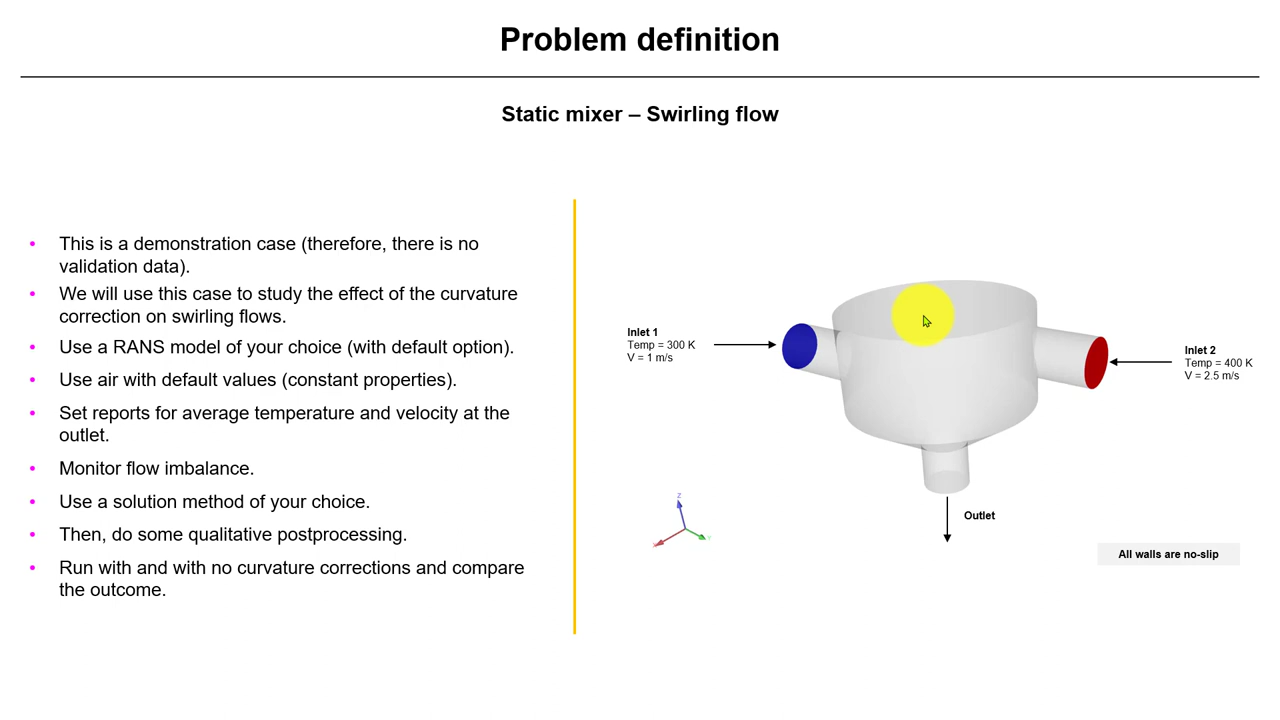 Problem definition
Static mixer – Swirling flow
• This is a demonstration case (therefore, there is no
validation data).
• We will use this case to study the effect of the curvature
correction on swirling flows.
• Use a RANS model of your choice (with default option).
• Use air with default values (constant properties).
• Set reports for average temperature and velocity at the
outlet.
• Monitor flow imbalance.
• Use a solution method of your choice.
• Then, do some qualitative postprocessing.
• Run with and with no curvature corrections and compare
the outcome.
Inlet 1
Temp = 300 K
V = 1 m/s
Inlet 2
Temp = 400 K
V = 2.5 m/s
Z
Outlet
All walls are no-slip